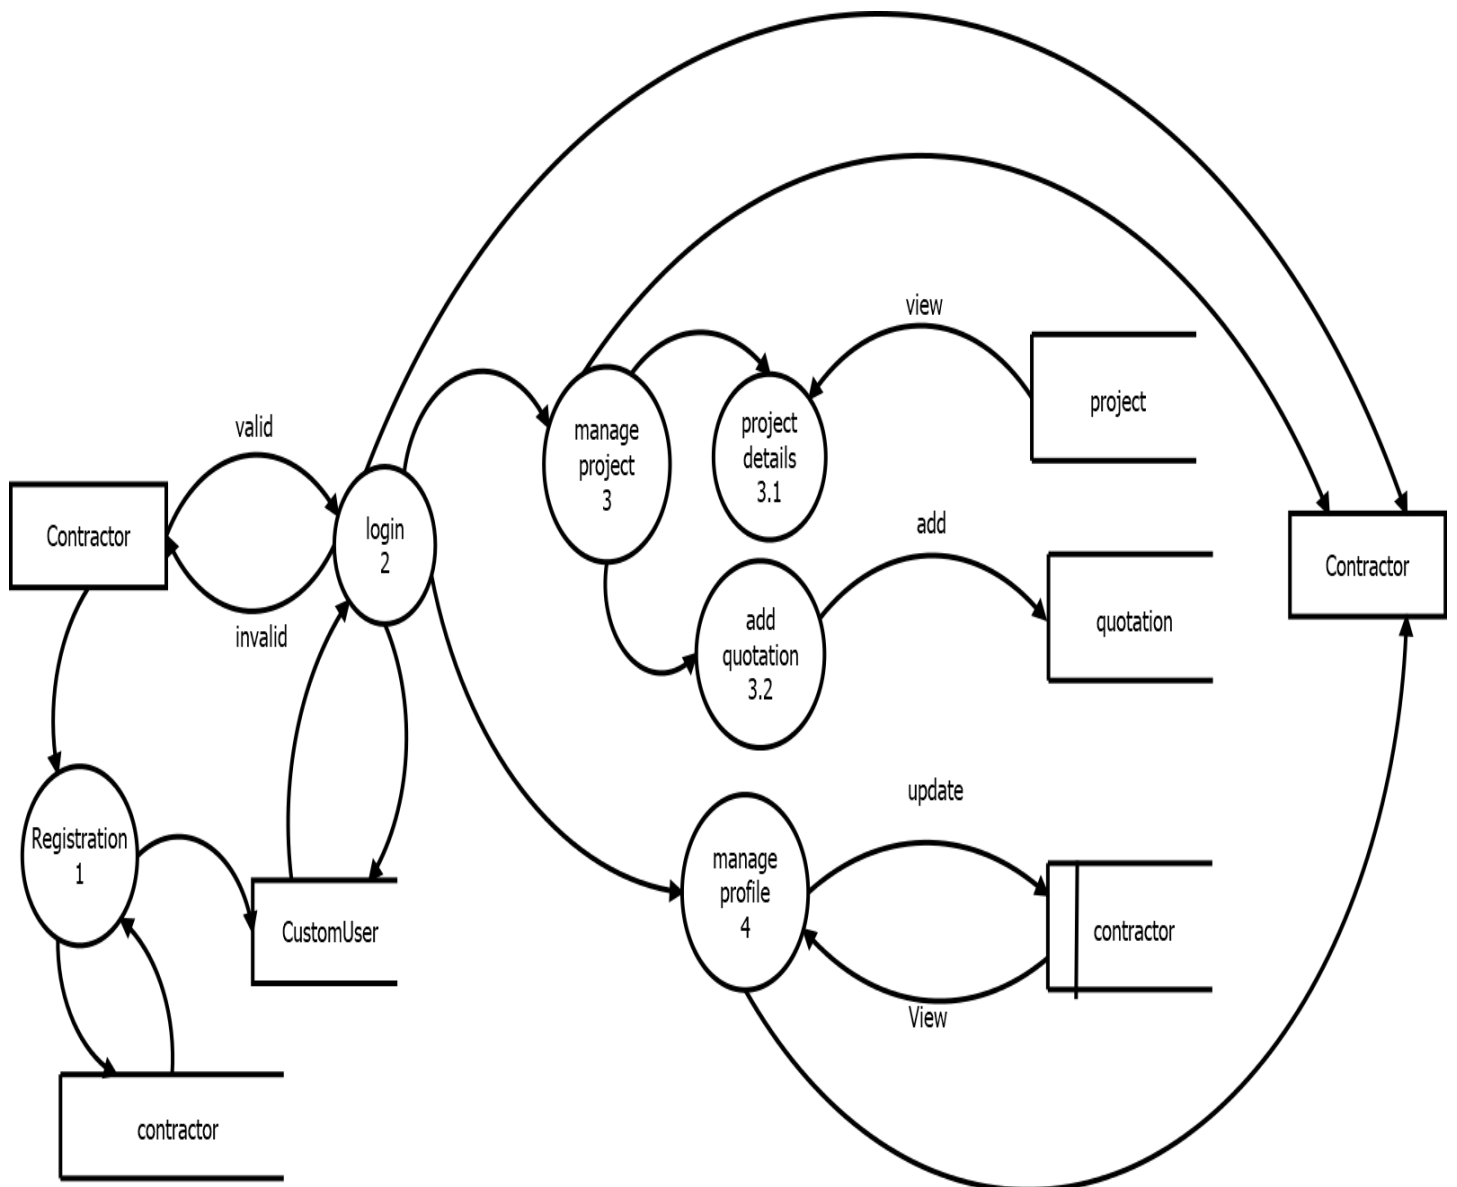 view
valid
manage
project
3
project
details
3.1
project
Contractor
login
2
add
Contractor
invalid
add
quotation
3.2
quotation
update
Registration
1
manage
profile
4
CustomUser
contractor
View
contractor